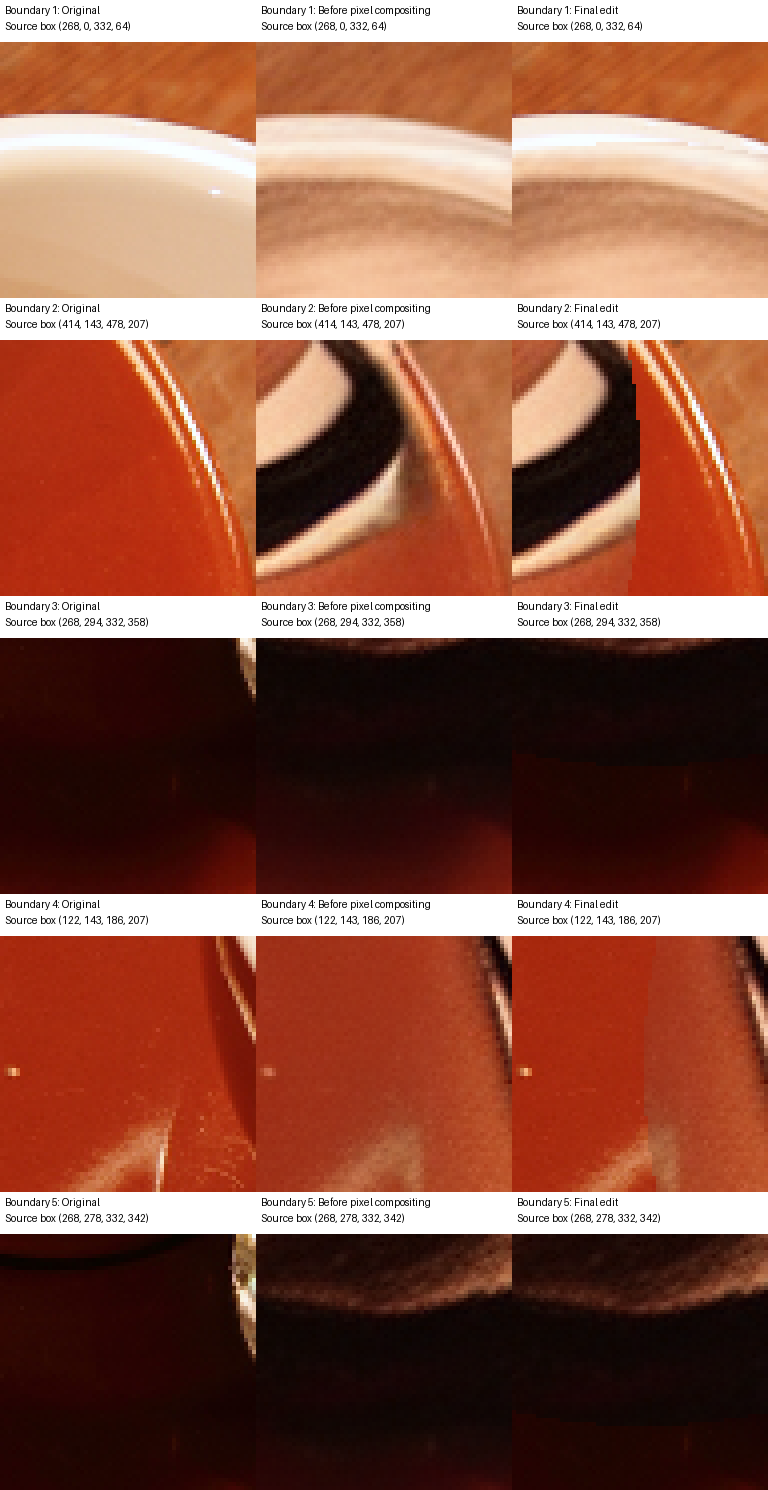 Boundary 1: Original
Source box (268, 0, 332, 64)
Boundary 1: Before pixel compositing
Source box (268, 0, 332, 64)
Boundary 1: Final edit
Source box (268, 0, 332, 64)
Boundary 2: Original
Source box (414, 143, 478, 207)
Boundary 2: Before pixel compositing
Source box (414, 143, 478, 207)
Boundary 2: Final edit
Source box (414, 143, 478, 207)
Boundary 3: Original
Source box (268, 294, 332, 358)
Boundary 3: Before pixel compositing
Source box (268, 294, 332, 358)
Boundary 3: Final edit
Source box (268, 294, 332, 358)
Boundary 4: Original
Source box (122, 143, 186, 207)
Boundary 4: Before pixel compositing
Source box (122, 143, 186, 207)
Boundary 4: Final edit
Source box (122, 143, 186, 207)
Boundary 5: Original
Source box (268, 278, 332, 342)
Boundary 5: Before pixel compositing
Source box (268, 278, 332, 342)
Boundary 5: Final edit
Source box (268, 278, 332, 342)